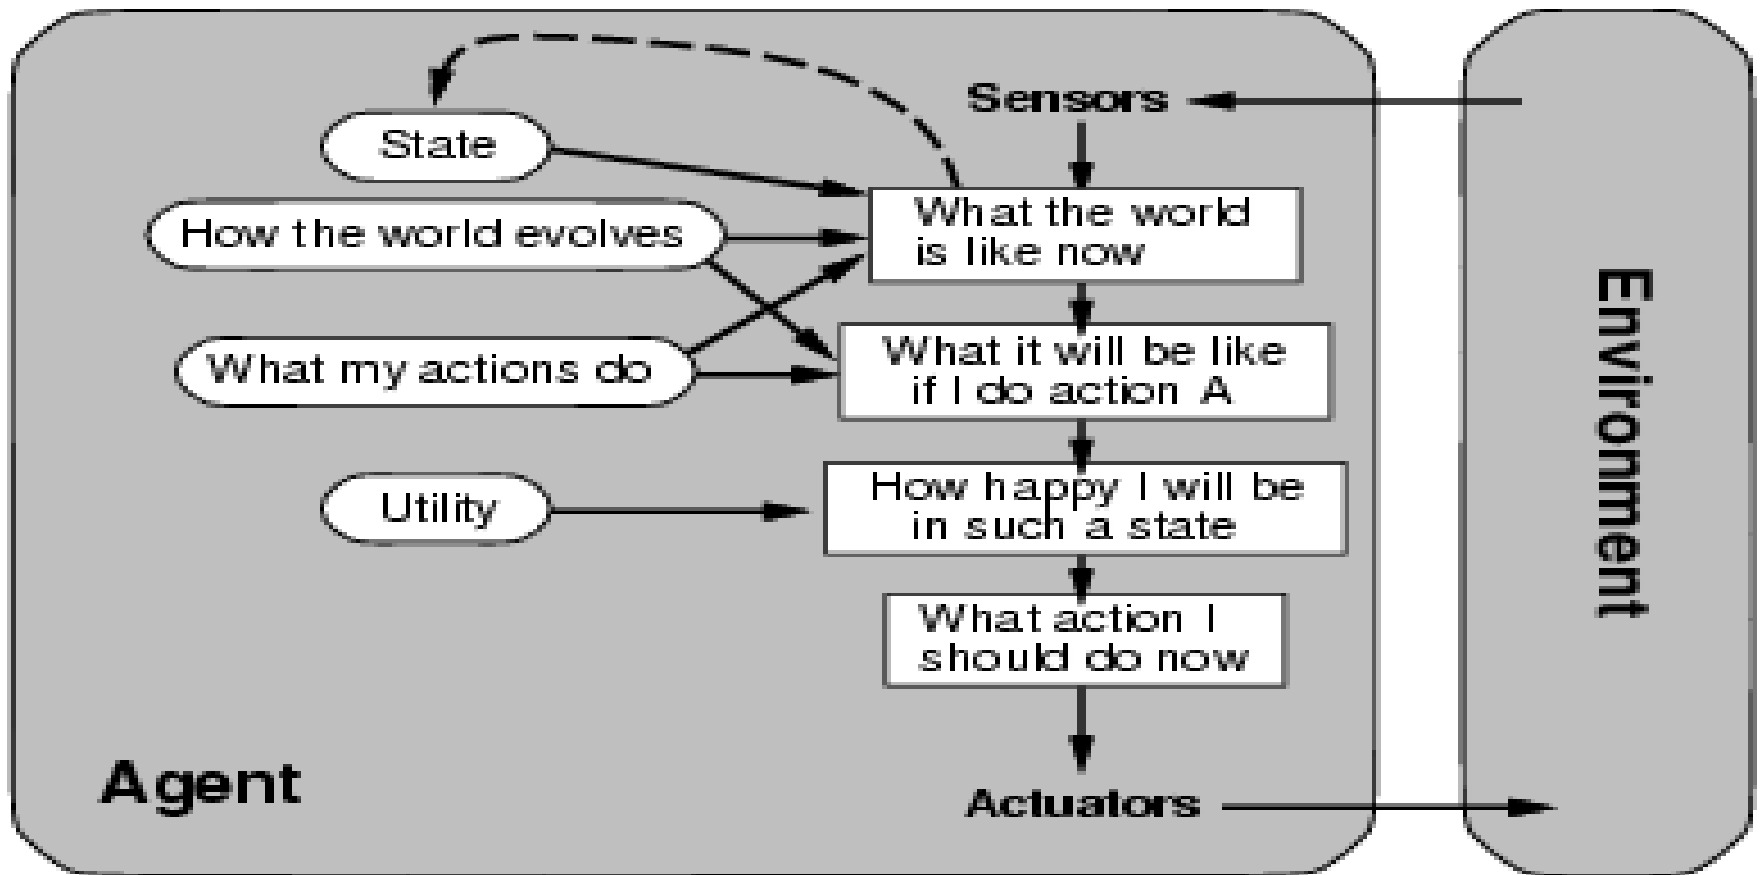 Sensors
State
What the world
is like now
How the world evolves
What it will be like
if I do action A
What my actions do
How happy I will be
in such a state
Utility
What action I
should do now
Agent
Actuators
Environment